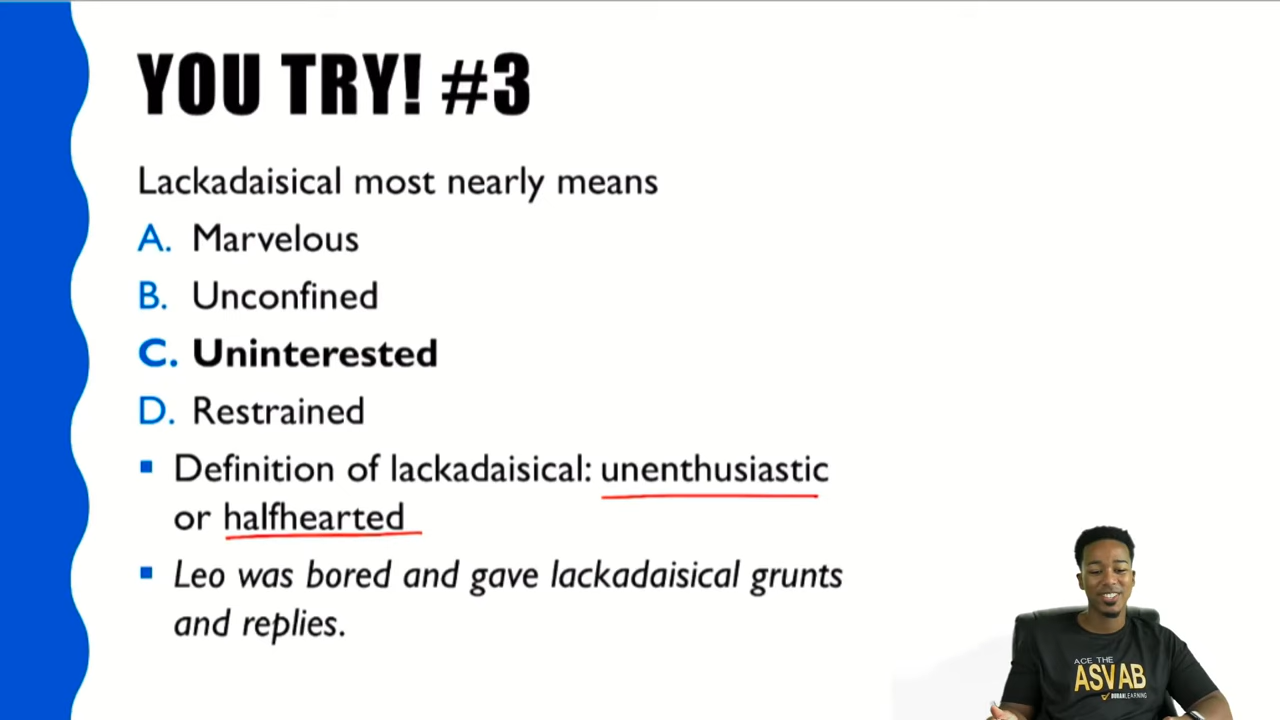 YOU TRY! #3
Lackadaisical most nearly means
A. Marvelous
B. Unconfined
C. Uninterested
D. Restrained
▪ Definition of lackadaisical: unenthusiastic
or halfhearted
▪ Leo was bored and gave lackadaisical grunts
and replies.
ACE THE
ASVAB
DURANLEARNING